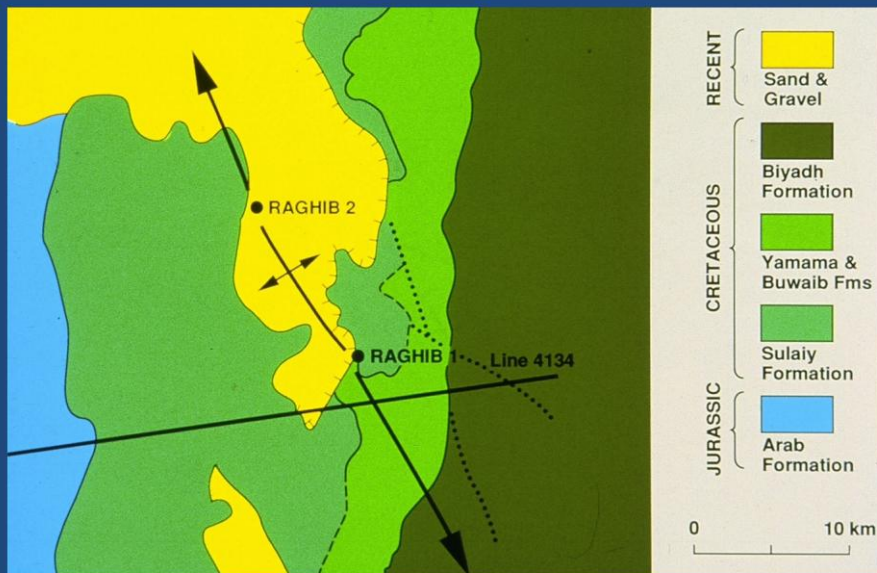 RAGHIB 2
RAGHIB 1
Line 4134
RECENT
Sand &
Gravel
CRETACEOUS
Biyadh
Formation
Yamama &
Buwaib Fms
Sulaiy
Formation
JURASSIC
Arab
Formation
0 10 km